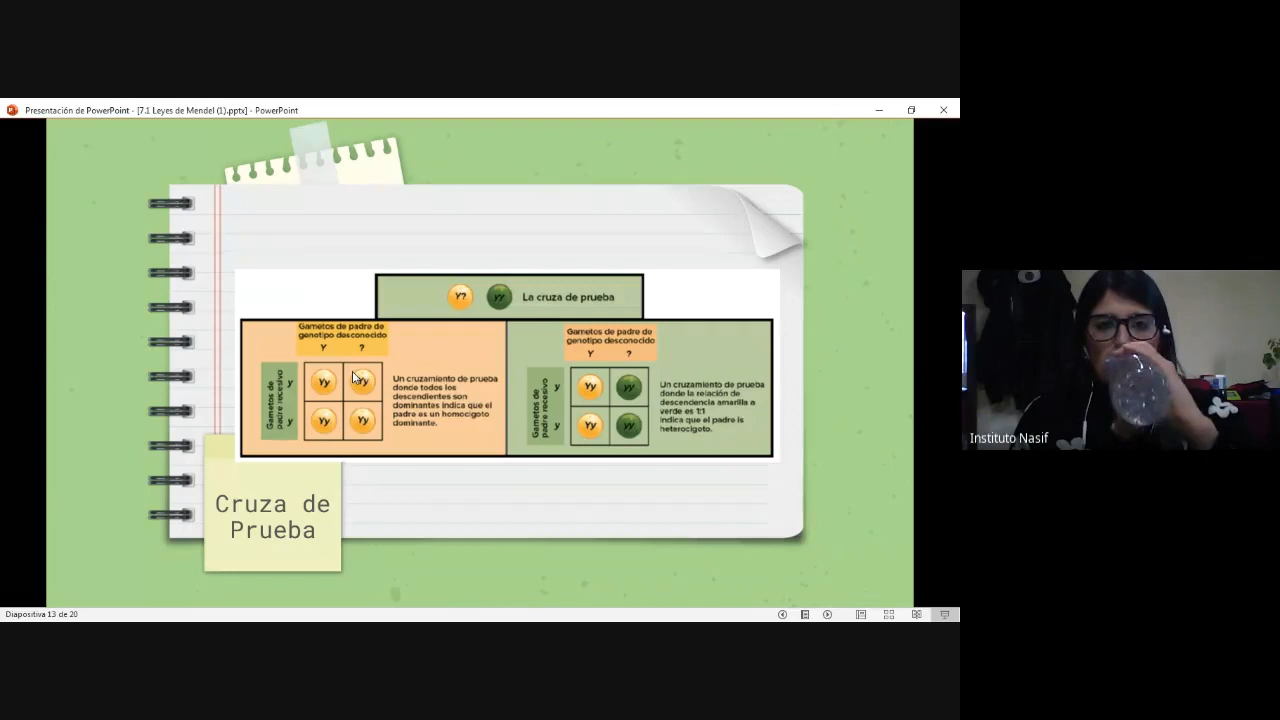 Presentación de PowerPoint - [7.1 Leyes de Mendel (1).pptx] - PowerPoint
Y? yy La cruza de prueba
Gametos de padre de
genotipo desconocido
Y ?
Gametos de
padre recesivo
y
y
Yy Yy
Yy Yy
Un cruzamiento de prueba
donde todos los
descendientes son
dominantes indica que el
padre es un homocigoto
dominante.
Gametos de padre de
genotipo desconocido
Y ?
Gametos de
padre recesivo
y
y
Yy yy
Yy yy
Un cruzamiento de prueba
donde la relación de
descendencia amarilla a
verde es 1:1
indica que el padre is
heterocigoto.
Cruza de
Prueba
Instituto Nasif
Diapositiva 13 de 20